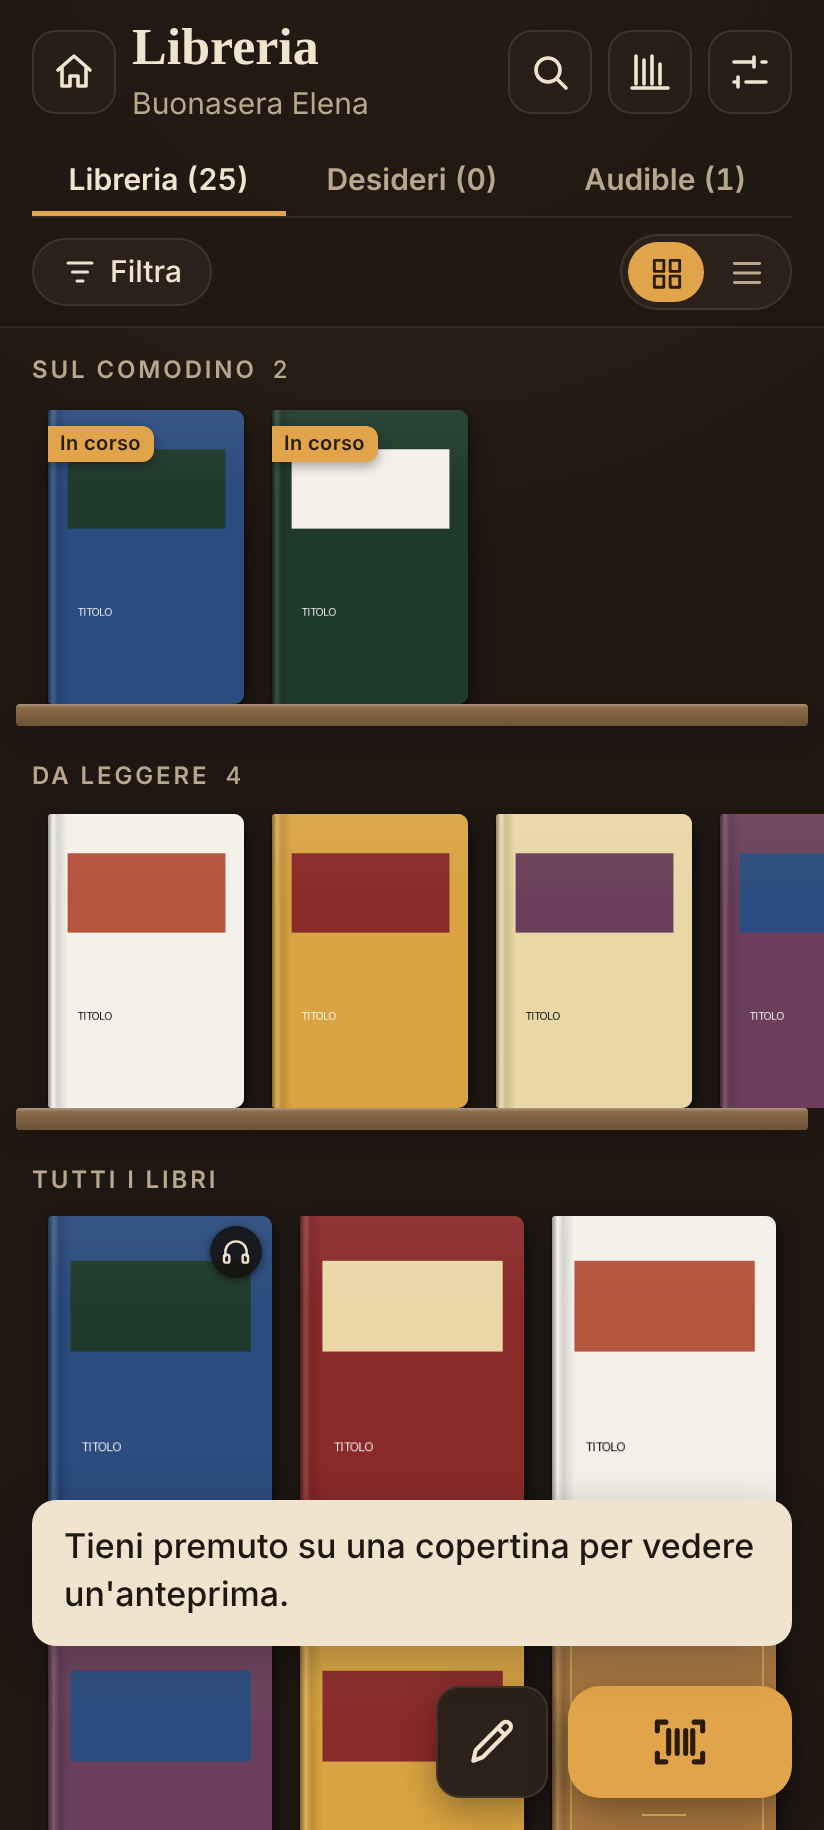 Libreria
Buonasera Elena
Libreria (25)
Desideri (0)
Audible (1)
Filtra
SUL COMODINO 2
In corso
In corso
TITOLO
TITOLO
DA LEGGERE 4
TITOLO
TITOLO
TITOLO
TITOLO
TUTTI I LIBRI
TITOLO
TITOLO
TITOLO
Tieni premuto su una copertina per vedere
un'anteprima.